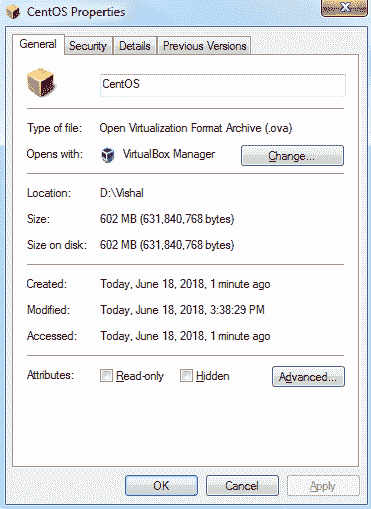 CentOS Properties
General Security Details Previous Versions
CentOS
Type of file: Open Virtualization Format Archive (.ova)
Opens with: VirtualBox Manager Change...
Location: D:\Vishal
Size: 602 MB (631,840,768 bytes)
Size on disk: 602 MB (631,840,768 bytes)
Created: Today, June 18, 2018, 1 minute ago
Modified: Today, June 18, 2018, 3:38:29 PM
Accessed: Today, June 18, 2018, 1 minute ago
Attributes: Read-only Hidden Advanced...
OK Cancel Apply